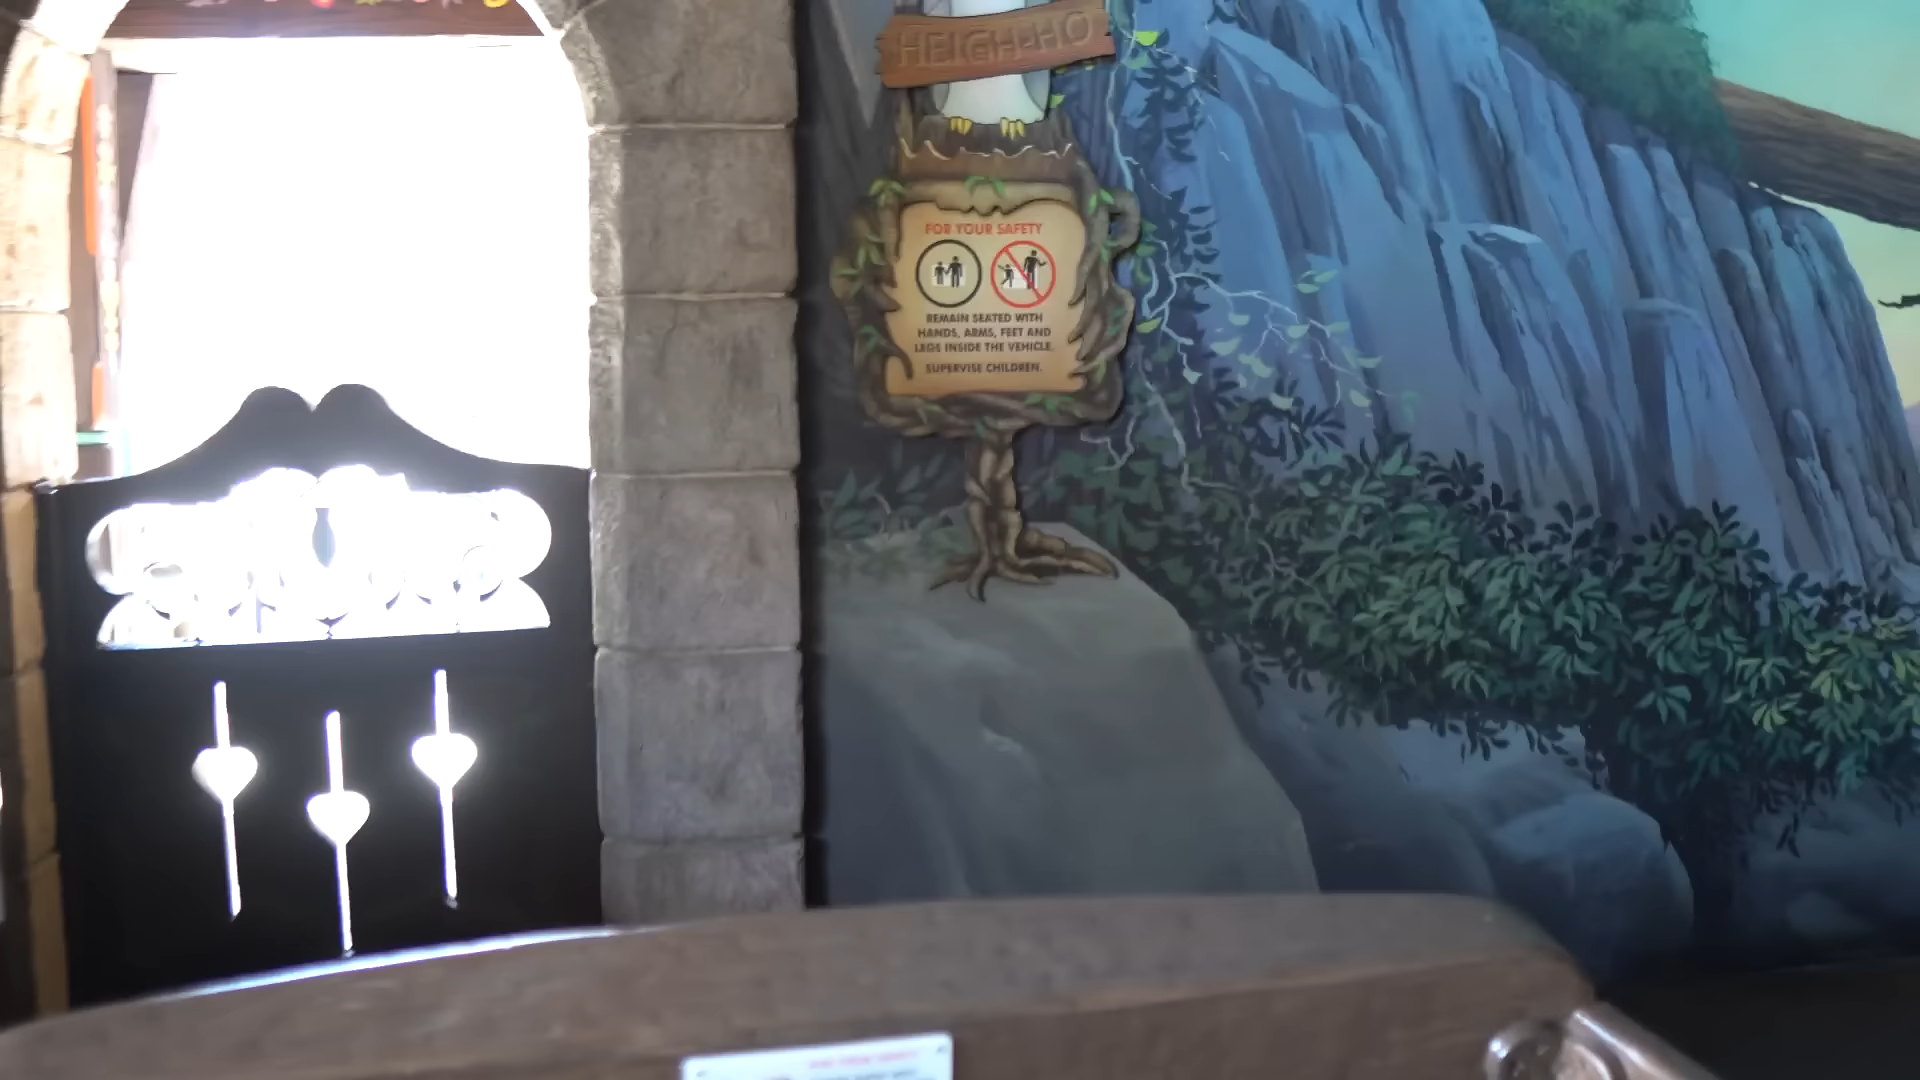 HEIGH-HO
FOR YOUR SAFETY
REMAIN SEATED WITH
HANDS, ARMS, FEET AND
LEGS INSIDE THE VEHICLE.
SUPERVISE CHILDREN.